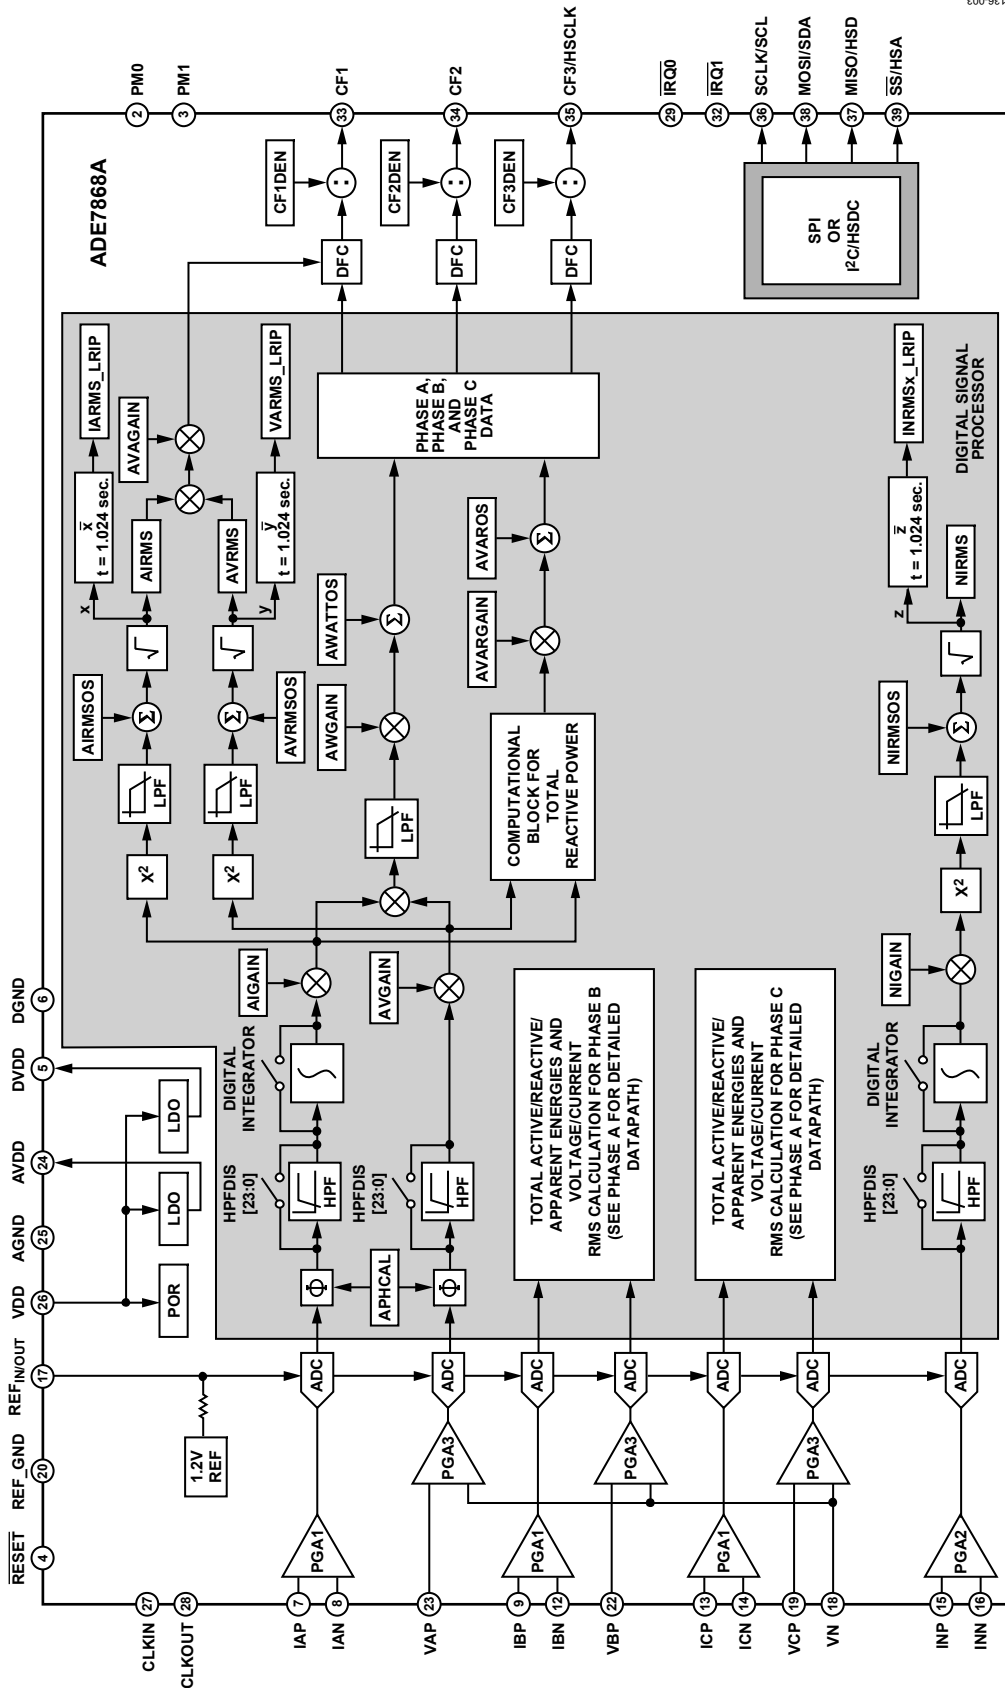 RESET
4
REF_GND
20
REFIN/OUT
17
VDD
26
AGND
25
AVDD
24
DVDD
5
DGND
6
ADE7868A
CLKIN
27
CLKOUT
28
1.2V
REF
POR
LDO
LDO
IAP
7
IAN
8
PGA1
ADC
VAP
23
PGA3
ADC
IBP
9
IBN
12
PGA1
ADC
VBP
22
PGA3
ADC
ICP
13
ICN
14
PGA1
ADC
VCP
19
VN
18
PGA3
ADC
INP
15
INN
16
PGA2
ADC
Φ
APHCAL
Φ
HPFDIS
[23:0]
HPF
DIGITAL
INTEGRATOR
AIGAIN
HPFDIS
[23:0]
HPF
AVGAIN
X2
LPF
AIRMSOS
Σ
√
x
x
t = 1.024 sec.
IARMS_LRIP
AIRMS
AVAGAIN
X2
LPF
AVRMSOS
Σ
√
AVRMS
y
y
t = 1.024 sec.
VARMS_LRIP
LPF
AWGAIN
AWATTOS
Σ
COMPUTATIONAL
BLOCK FOR
TOTAL
REACTIVE POWER
AVARGAIN
AVAROS
Σ
PHASE A,
PHASE B,
AND
PHASE C
DATA
TOTAL ACTIVE/REACTIVE/
APPARENT ENERGIES AND
VOLTAGE/CURRENT
RMS CALCULATION FOR PHASE B
(SEE PHASE A FOR DETAILED
DATAPATH)
TOTAL ACTIVE/REACTIVE/
APPARENT ENERGIES AND
VOLTAGE/CURRENT
RMS CALCULATION FOR PHASE C
(SEE PHASE A FOR DETAILED
DATAPATH)
HPFDIS
[23:0]
HPF
DIGITAL
INTEGRATOR
NIGAIN
X2
LPF
NIRMSOS
Σ
√
NIRMS
z
z
t = 1.024 sec.
INRMSx_LRIP
DIGITAL SIGNAL
PROCESSOR
DFC
CF1DEN
:
DFC
CF2DEN
:
DFC
CF3DEN
:
SPI
OR
I2C/HSDC
2
PM0
3
PM1
33
CF1
34
CF2
35
CF3/HSCLK
29
IRQ0
32
IRQ1
36
SCLK/SCL
38
MOSI/SDA
37
MISO/HSD
39
SS/HSA